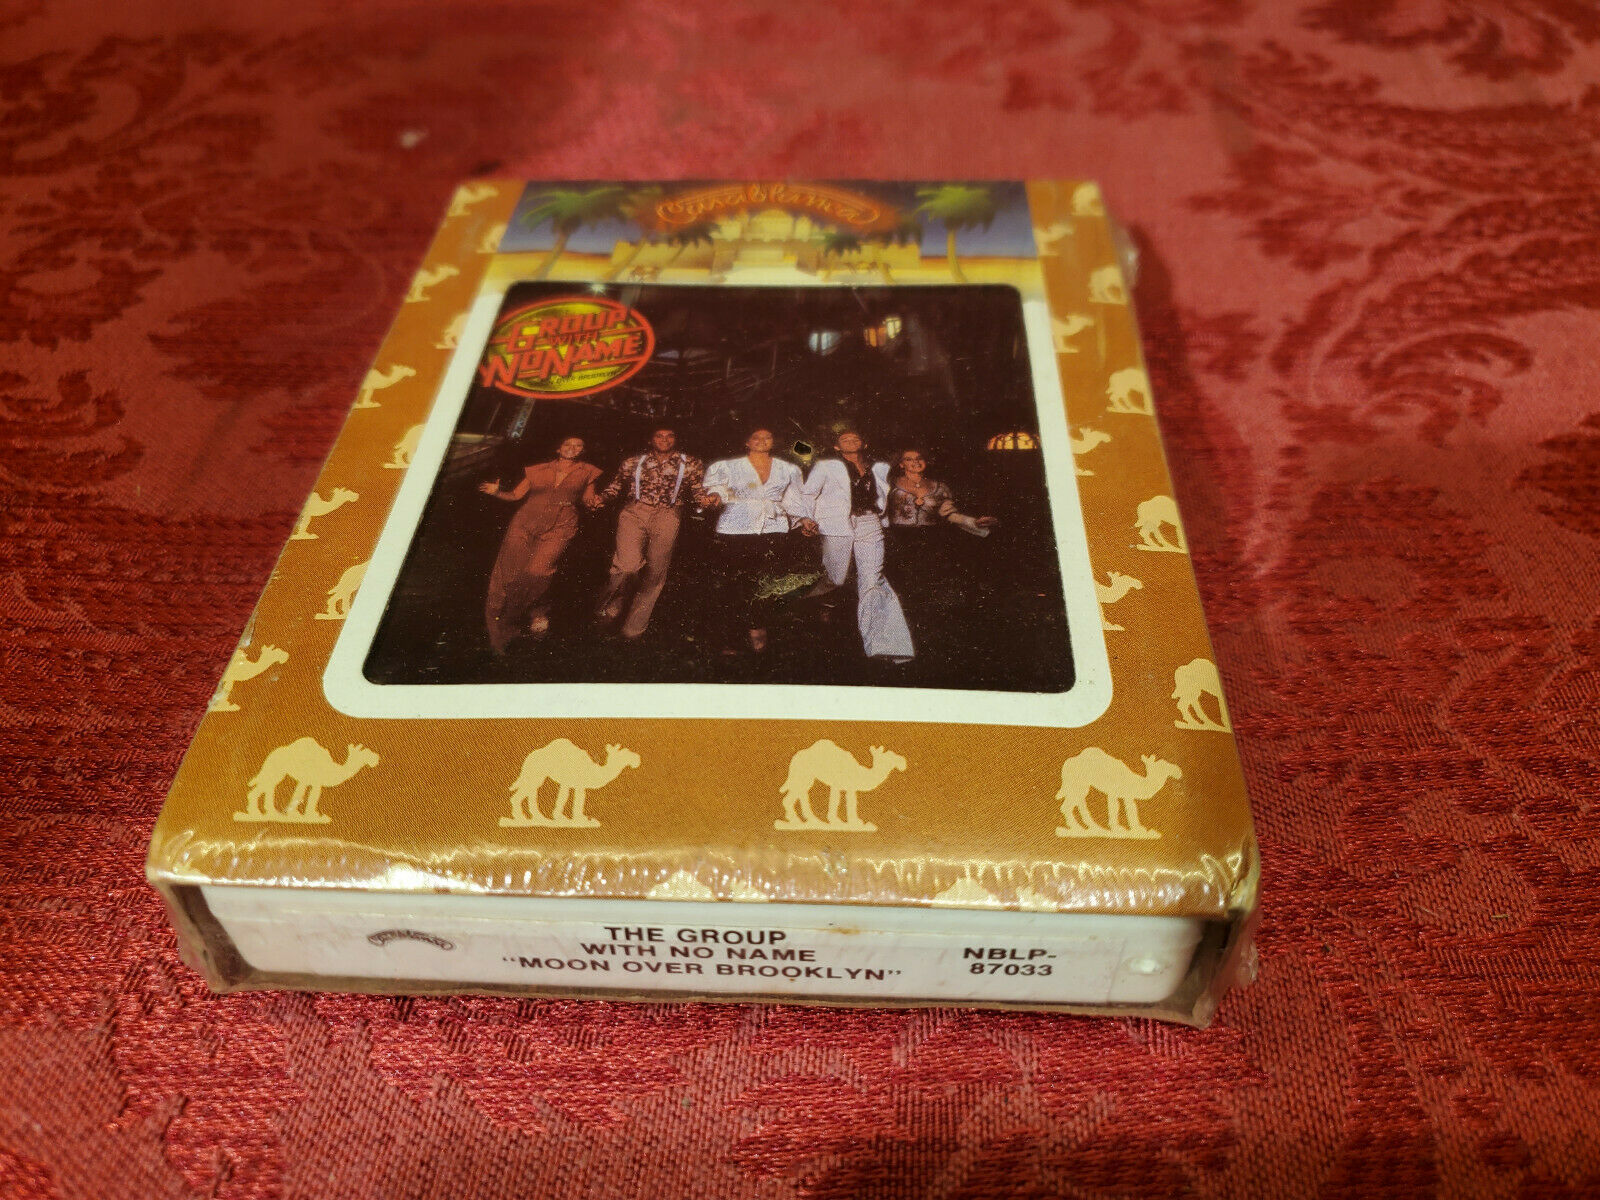 Casablanca
GROUP
WITH
NO NAME
THE GROUP
WITH NO NAME
"MOON OVER BROOKLYN"
NBLP-
87033